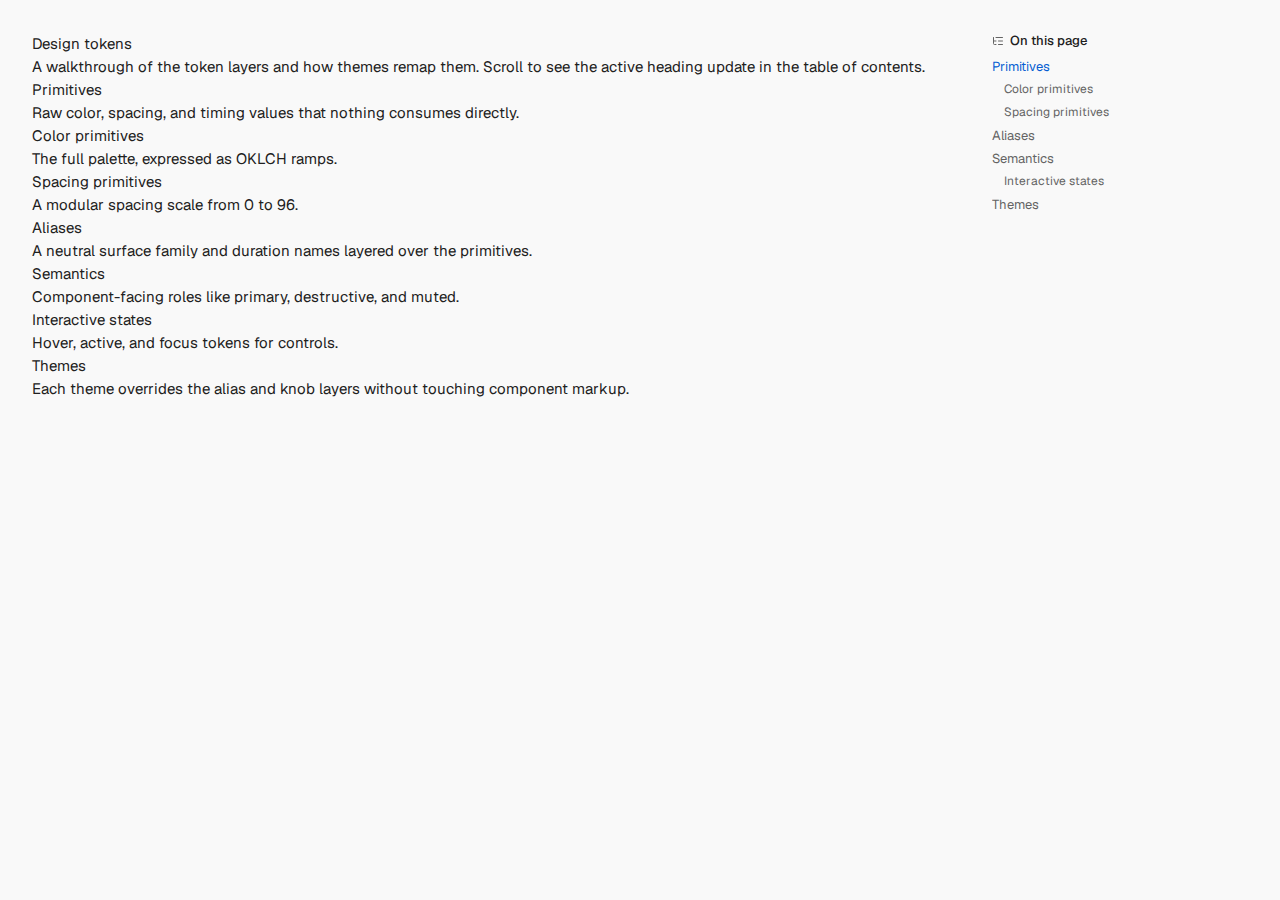 Design tokens
A walkthrough of the token layers and how themes remap them. Scroll to see the active heading update in the table of contents.
Primitives
Raw color, spacing, and timing values that nothing consumes directly.
Color primitives
The full palette, expressed as OKLCH ramps.
Spacing primitives
A modular spacing scale from 0 to 96.
Aliases
A neutral surface family and duration names layered over the primitives.
Semantics
Component-facing roles like primary, destructive, and muted.
Interactive states
Hover, active, and focus tokens for controls.
Themes
Each theme overrides the alias and knob layers without touching component markup.
On this page
Primitives
Color primitives
Spacing primitives
Aliases
Semantics
Interactive states
Themes